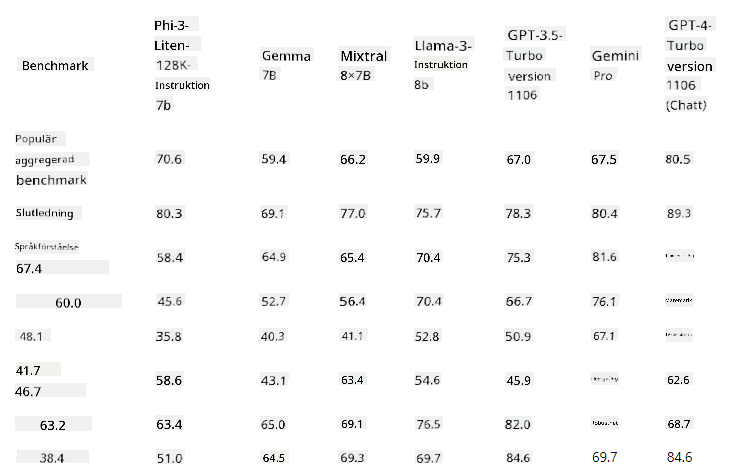 Benchmark Phi-3-Liten-128K-Instruktion 7b Gemma 7B Mixtral 8×7B Llama-3-Instruktion 8b GPT-3.5-Turbo version 1106 Gemini Pro GPT-4-Turbo version 1106 (Chatt)
Populär aggregerad benchmark 70.6 59.4 66.2 59.9 67.0 67.5 80.5
Slutledning 80.3 69.1 77.0 75.7 78.3 80.4 89.3
Språkförståelse 67.4 58.4 64.9 65.4 70.4 75.3 81.6
60.0 45.6 52.7 56.4 70.4 66.7 76.1
48.1 35.8 40.3 41.1 52.8 50.9 67.1
41.7 46.7 58.6 43.1 63.4 54.6 45.9 62.6
63.2 63.4 65.0 69.1 76.5 82.0 68.7
38.4 51.0 64.5 69.3 69.7 84.6 69.7 84.6